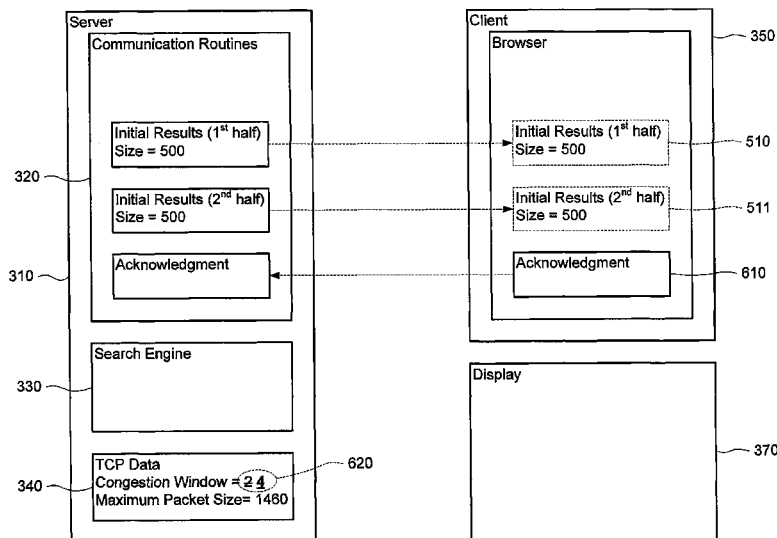 Server
Communication Routines
Initial Results (1st half)
Size = 500
Initial Results (2nd half)
Size = 500
Acknowledgment
Search Engine
TCP Data
Congestion Window = 2 4
Maximum Packet Size= 1460
320
310
330
340
620
Client
Browser
Initial Results (1st half)
Size = 500
Initial Results (2nd half)
Size = 500
Acknowledgment
Display
350
510
511
610
370